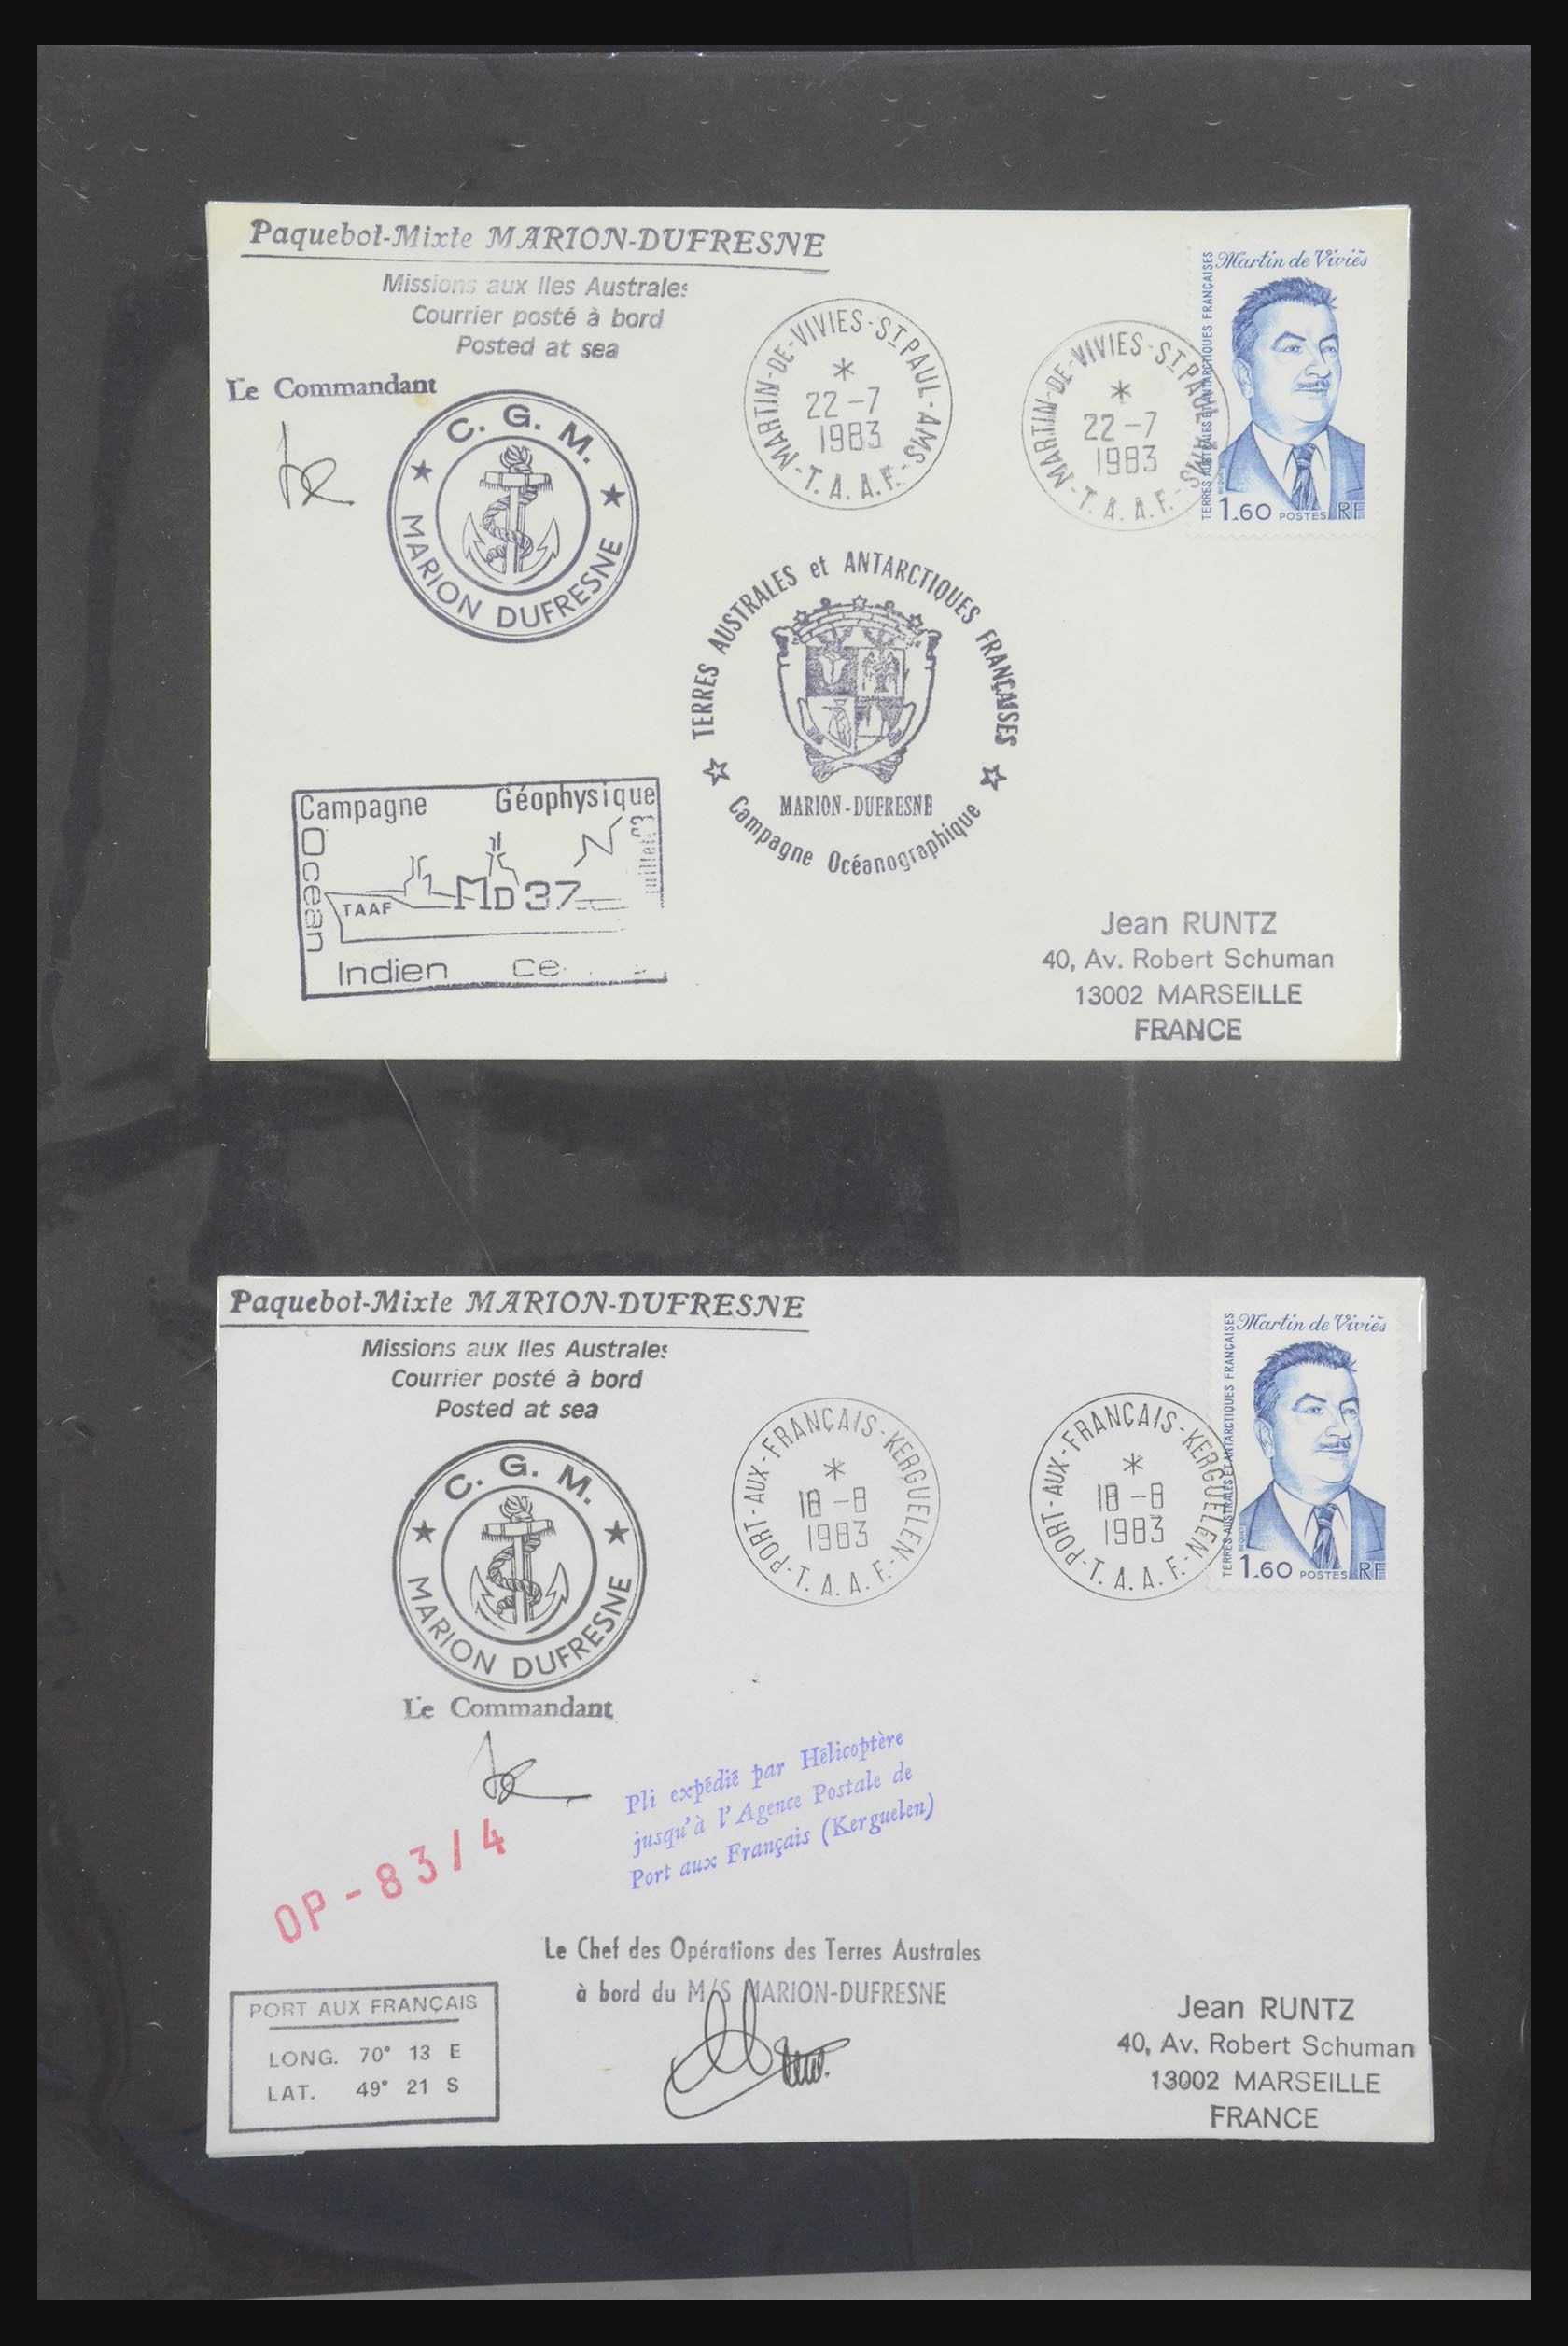 Paquebot-Mixte MARION-DUFRESNE
Missions aux Iles Australes
Courrier posté à bord
Posted at sea
Le Commandant
C. G. M.
MARION DUFRESNE
MARTIN-DE-VIVIES-ST PAUL-AMS
22-7
1983
T. A. A. F.
MARTIN-DE-VIVIES-ST PAUL-AMS
22-7
1983
T. A. A. F.
Martin de Viviès
TERRES AUSTRALES ET ANTARCTIQUES FRANÇAISES
1.60 POSTES RF
TERRES AUSTRALES et ANTARCTIQUES FRANÇAISES
MARION-DUFRESNE
Campagne Océanographique
Campagne Géophysique
Ocean
TAAF
MD 37
Indien
Jean RUNTZ
40, Av. Robert Schuman
13002 MARSEILLE
FRANCE
Paquebot-Mixte MARION-DUFRESNE
Missions aux Iles Australes
Courrier posté à bord
Posted at sea
C. G. M.
MARION DUFRESNE
Le Commandant
PORT-AUX-FRANÇAIS-KERGUELEN
18-8
1983
T. A. A. F.
PORT-AUX-FRANÇAIS-KERGUELEN
18-8
1983
T. A. A. F.
Martin de Viviès
TERRES AUSTRALES ET ANTARCTIQUES FRANÇAISES
1.60 POSTES RF
Pli expédié par Hélicoptère
jusqu'à l'Agence Postale de
Port aux Français (Kerguelen)
OP-83/4
Le Chef des Opérations des Terres Australes
à bord du M/S MARION-DUFRESNE
PORT AUX FRANÇAIS
LONG. 70° 13 E
LAT. 49° 21 S
Jean RUNTZ
40, Av. Robert Schuman
13002 MARSEILLE
FRANCE